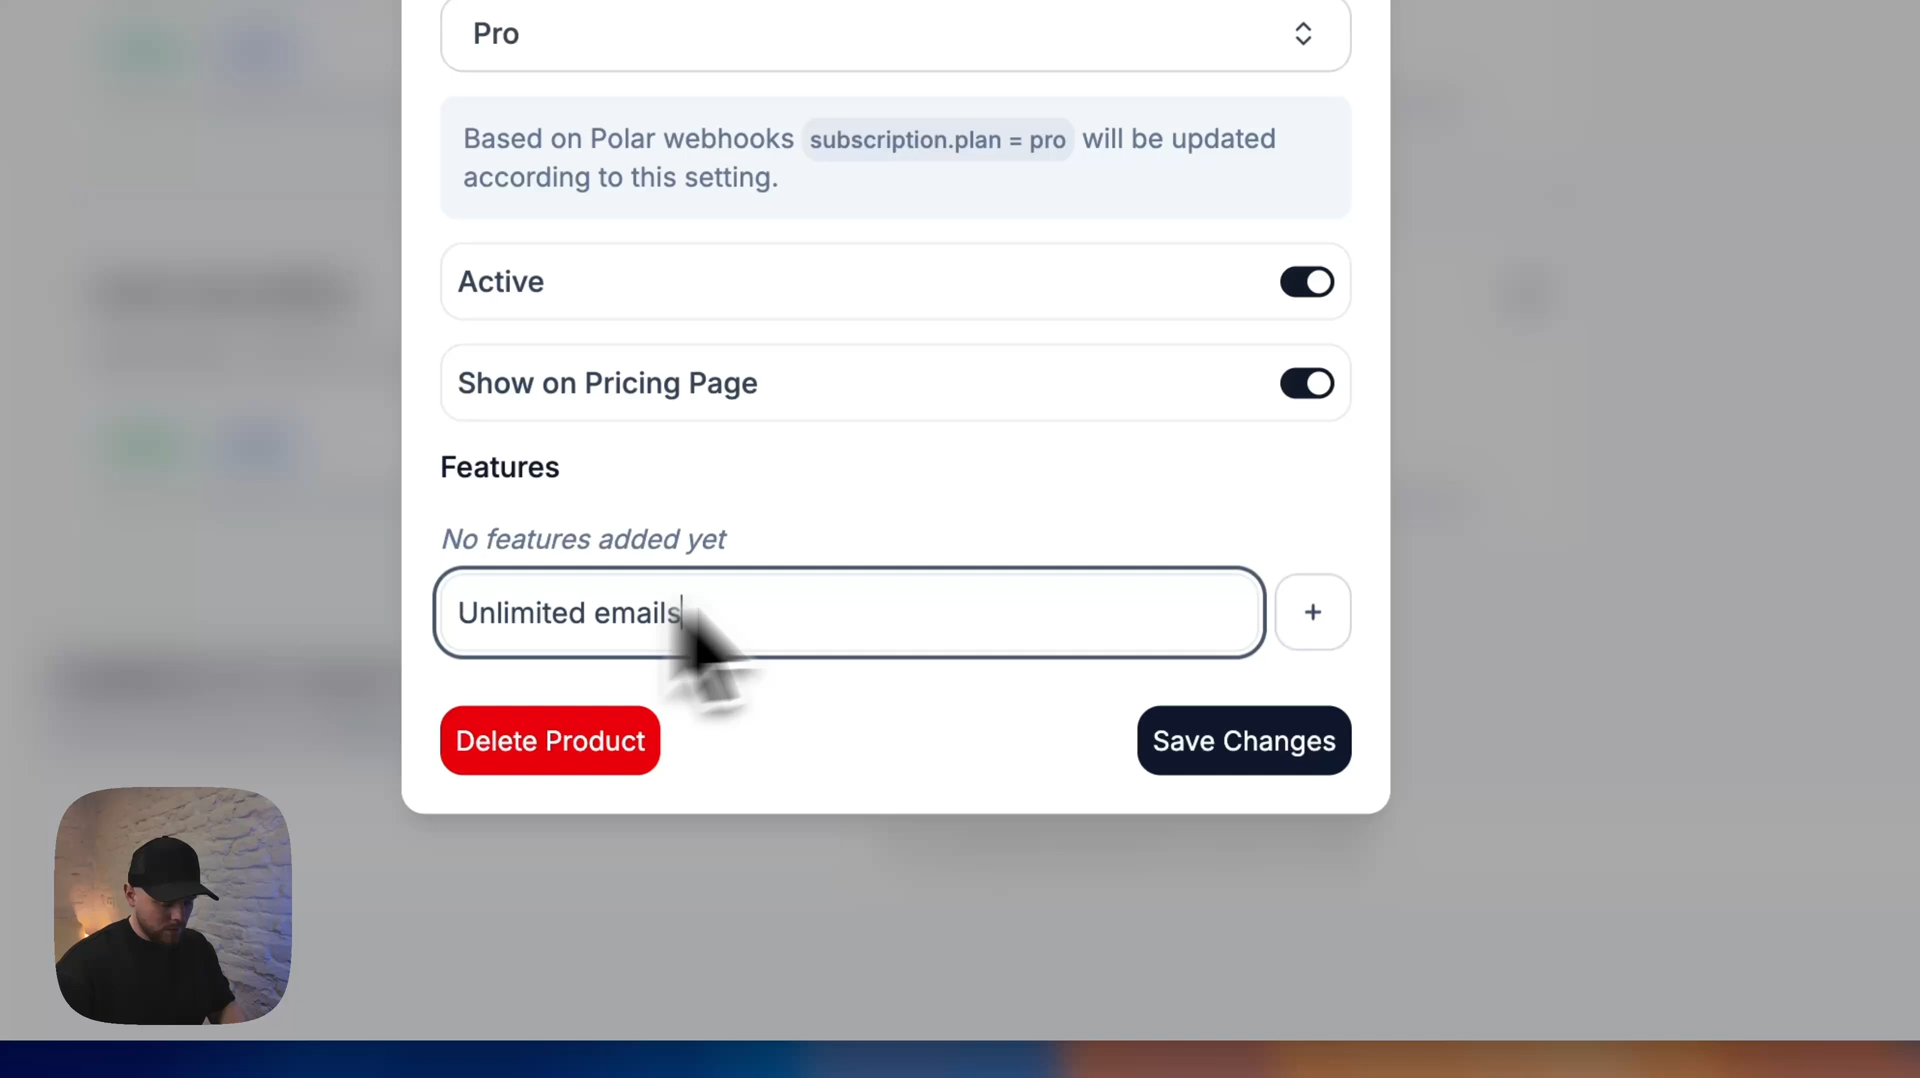 Pro
Based on Polar webhooks subscription.plan = pro will be updated
according to this setting.
Active
Show on Pricing Page
Features
No features added yet
Unlimited emails
+
Delete Product
Save Changes